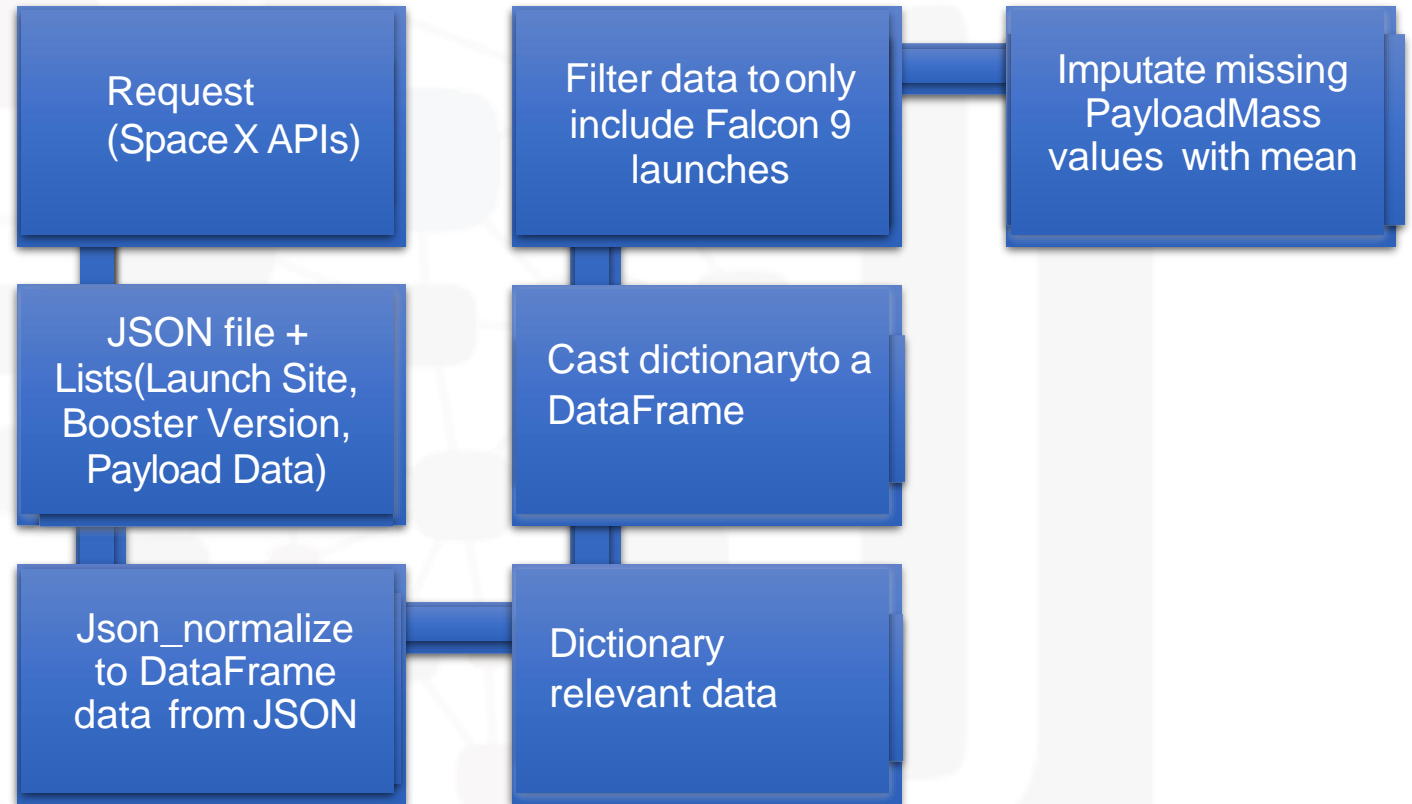 Request
(Space X APIs)
JSON file +
Lists(Launch Site,
Booster Version,
Payload Data)
Json_normalize
to DataFrame
data from JSON
Dictionary
relevant data
Cast dictionaryto a
DataFrame
Filter data to only
include Falcon 9
launches
Imputate missing
PayloadMass
values with mean